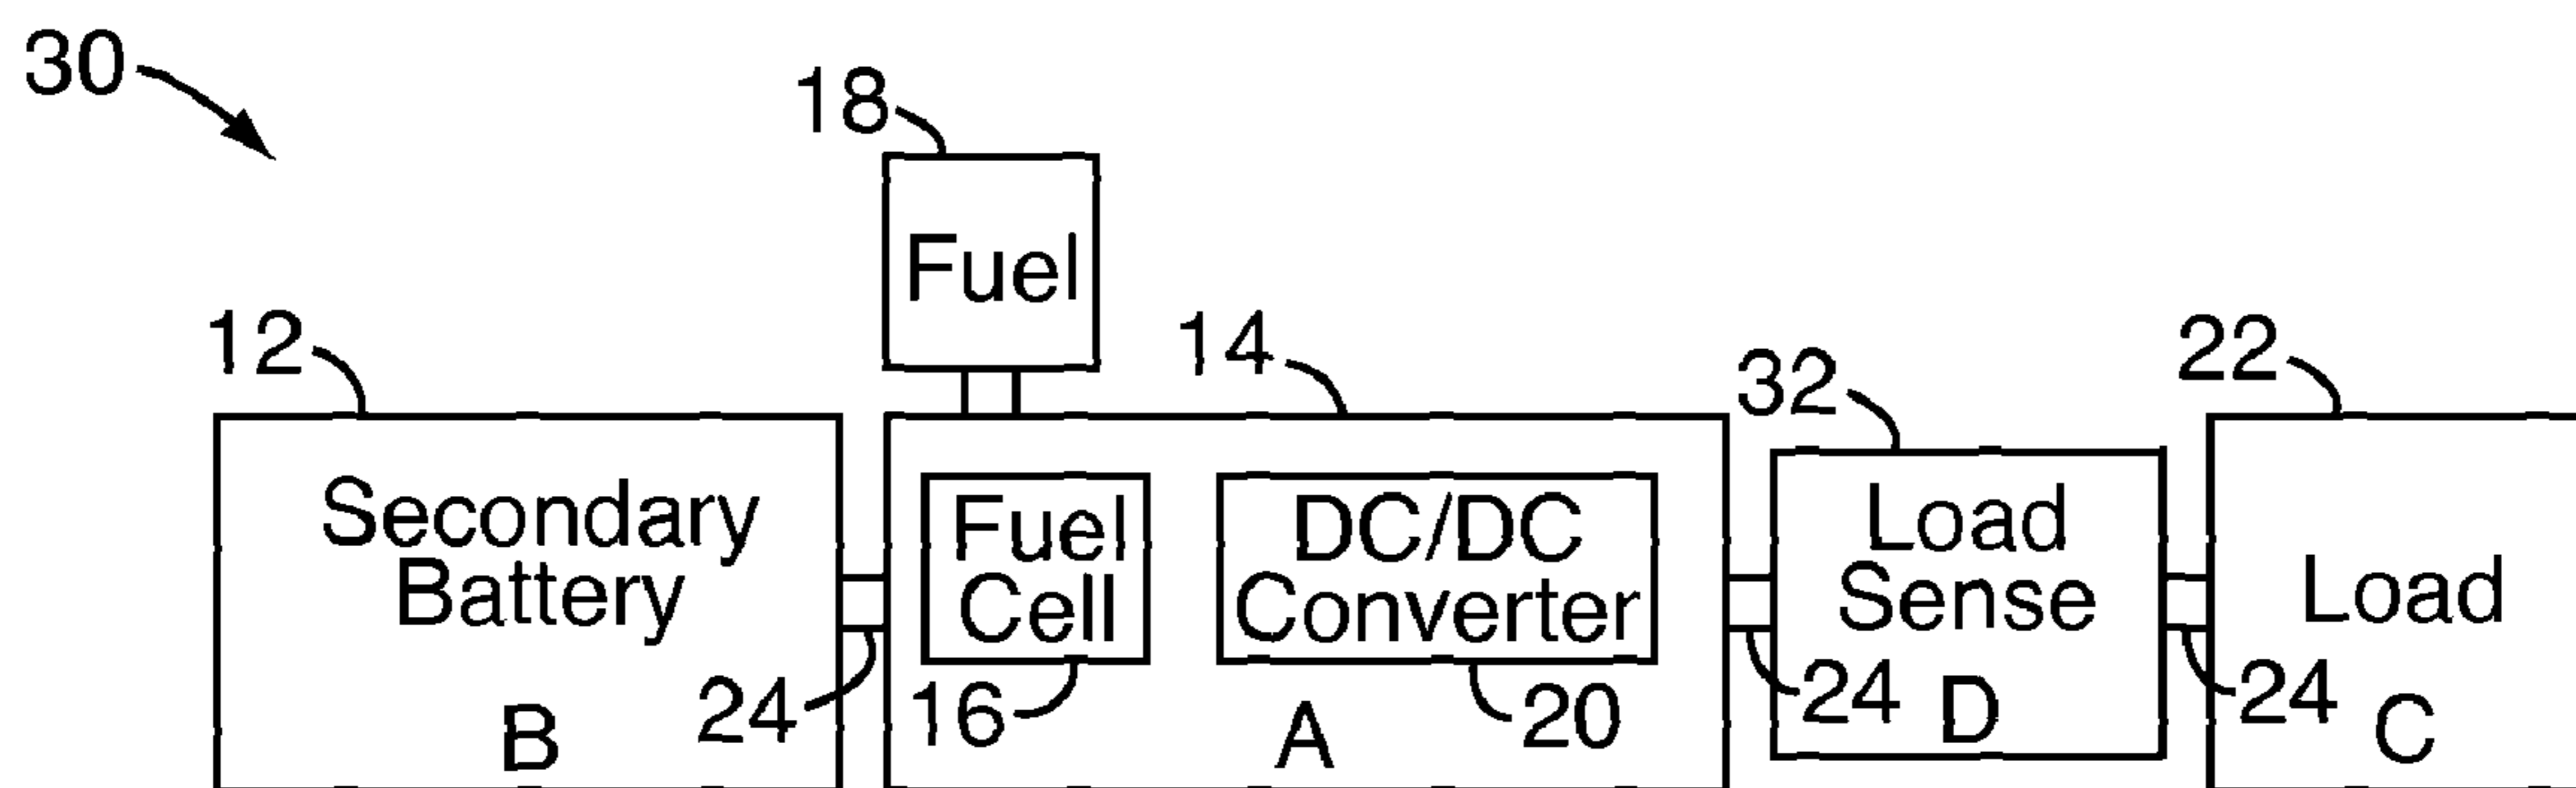 30
18
Fuel
12
14
32
22
Secondary
Battery
Fuel
Cell
DC/DC
Converter
Load
Sense
Load
24
16
20
24
24
B
A
D
C